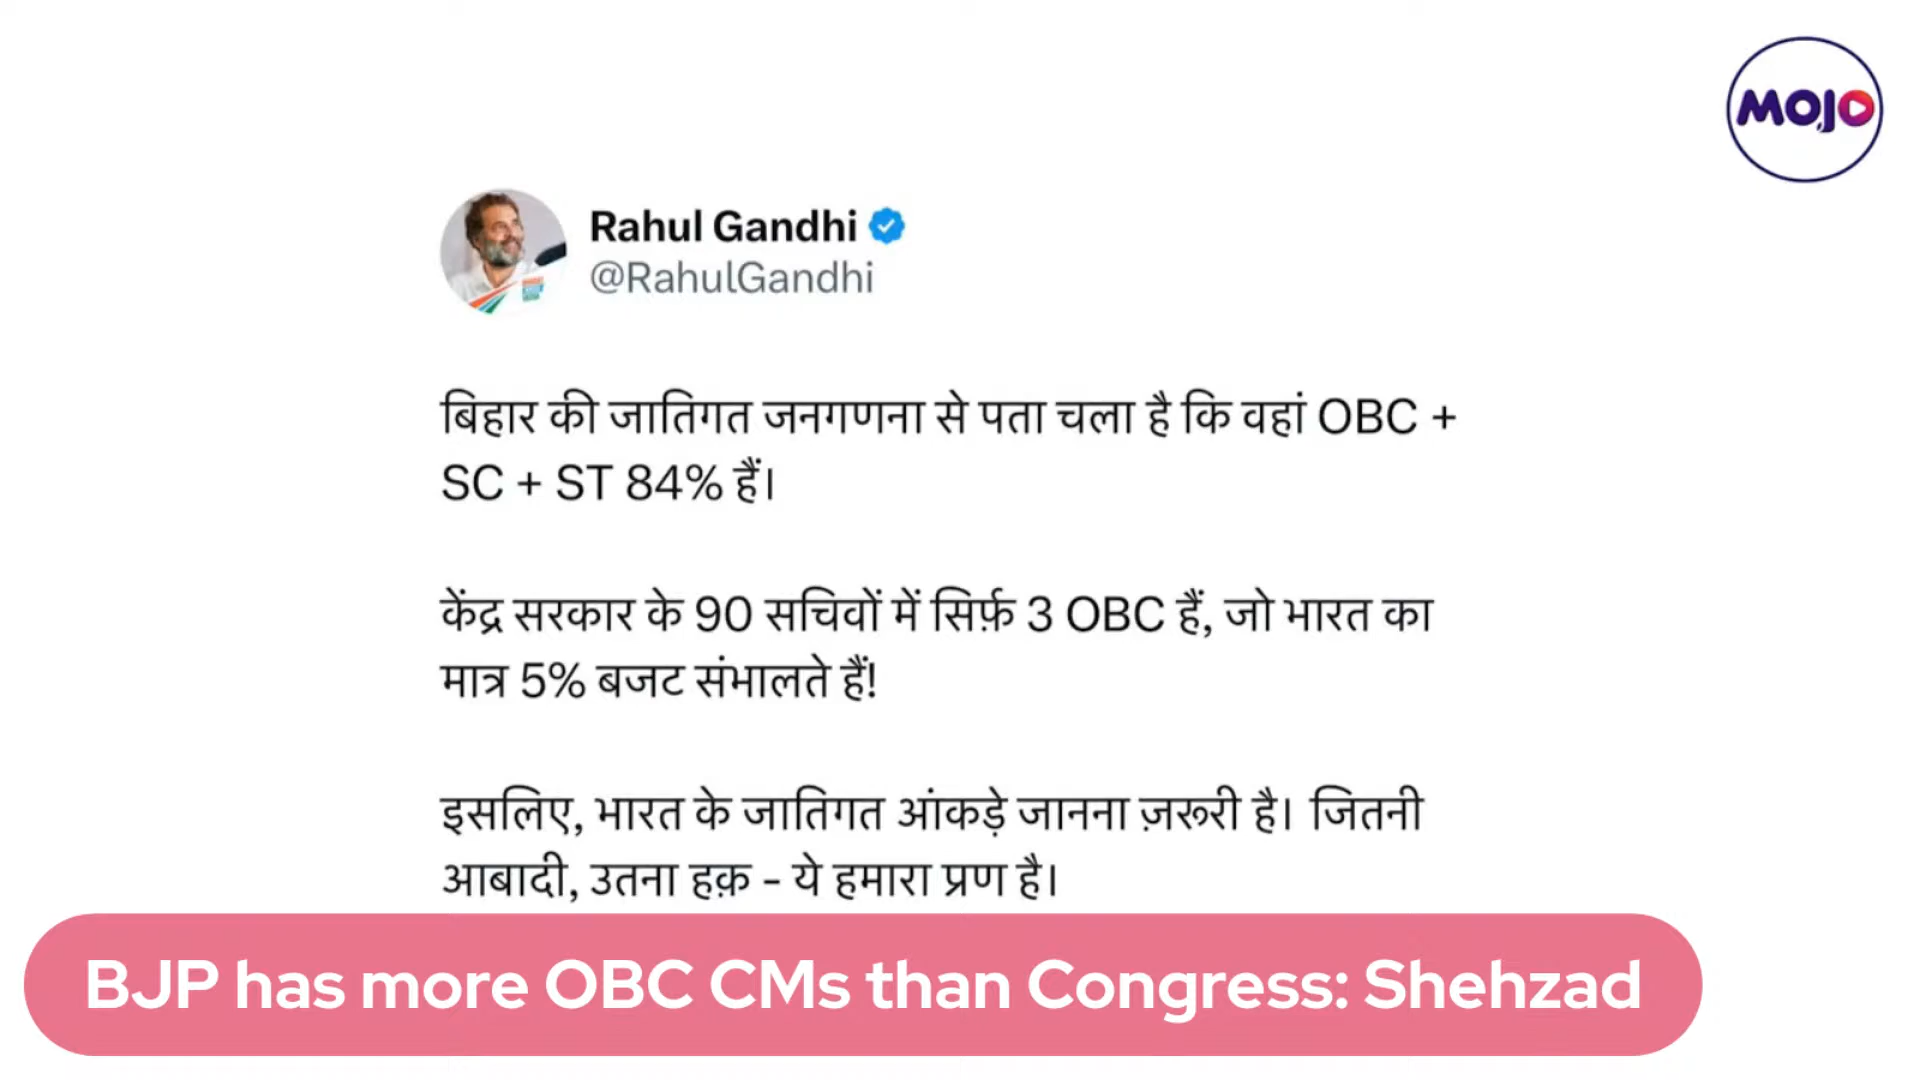 MOJO
Rahul Gandhi
@RahulGandhi
बिहार की जातिगत जनगणना से पता चला है कि वहां OBC +
SC + ST 84% हैं।
केंद्र सरकार के 90 सचिवों में सिर्फ़ 3 OBC हैं, जो भारत का
मात्र 5% बजट संभालते हैं!
इसलिए, भारत के जातिगत आंकड़े जानना ज़रूरी है। जितनी
आबादी, उतना हक़ - ये हमारा प्रण है।
BJP has more OBC CMs than Congress: Shehzad